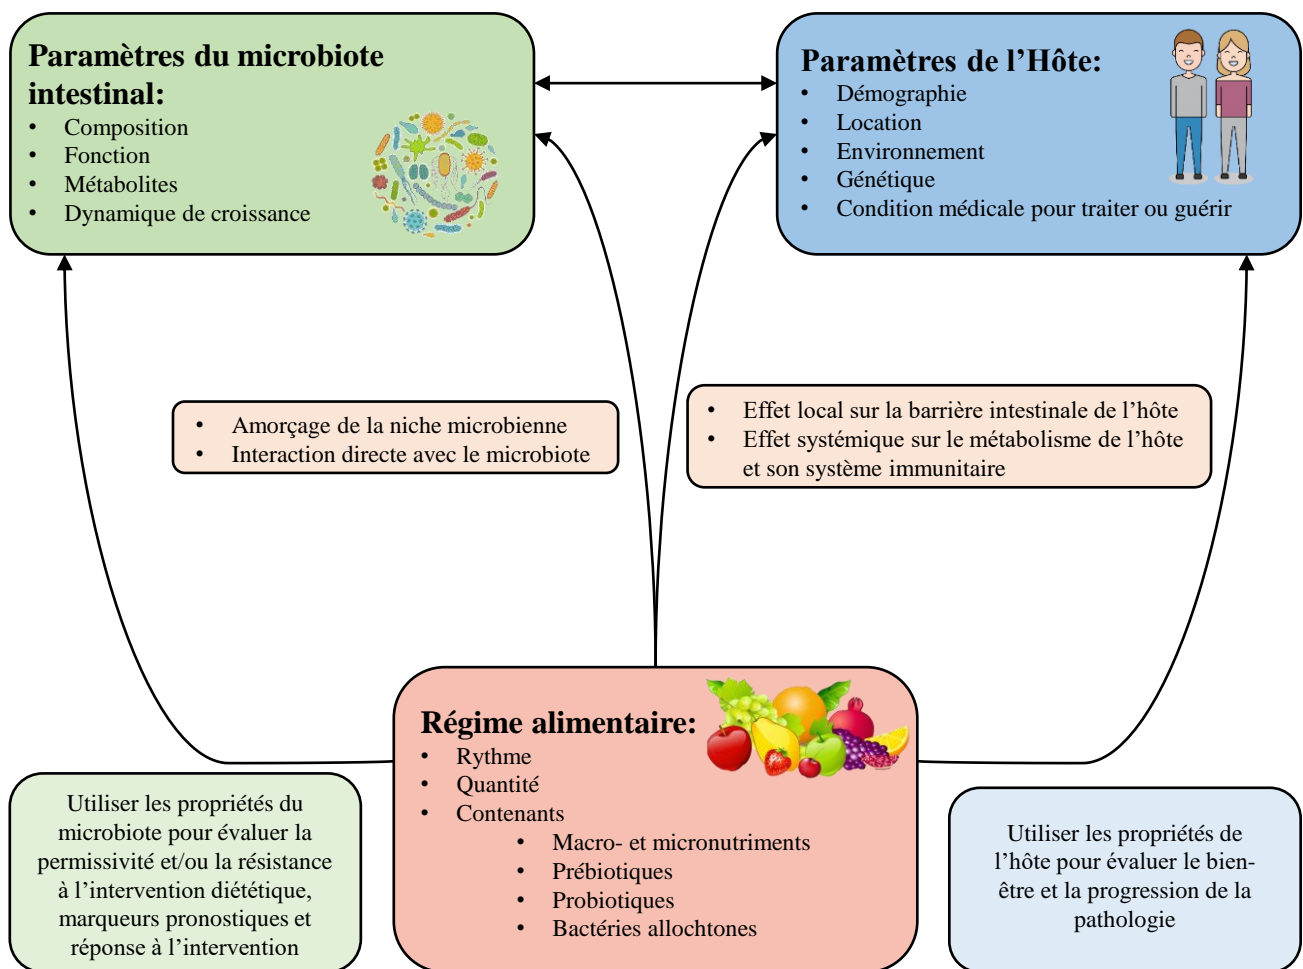 Paramètres du microbiote
intestinal:
• Composition
• Fonction
• Métabolites
• Dynamique de croissance
Paramètres de l’Hôte:
• Démographie
• Location
• Environnement
• Génétique
• Condition médicale pour traiter ou guérir
• Amorçage de la niche microbienne
• Interaction directe avec le microbiote
• Effet local sur la barrière intestinale de l’hôte
• Effet systémique sur le métabolisme de l’hôte
et son système immunitaire
Régime alimentaire:
• Rythme
• Quantité
• Contenants
• Macro- et micronutriments
• Prébiotiques
• Probiotiques
• Bactéries allochtones
Utiliser les propriétés du
microbiote pour évaluer la
permissivité et/ou la résistance
à l’intervention diététique,
marqueurs pronostiques et
réponse à l’intervention
Utiliser les propriétés de
l’hôte pour évaluer le bien-
être et la progression de la
pathologie